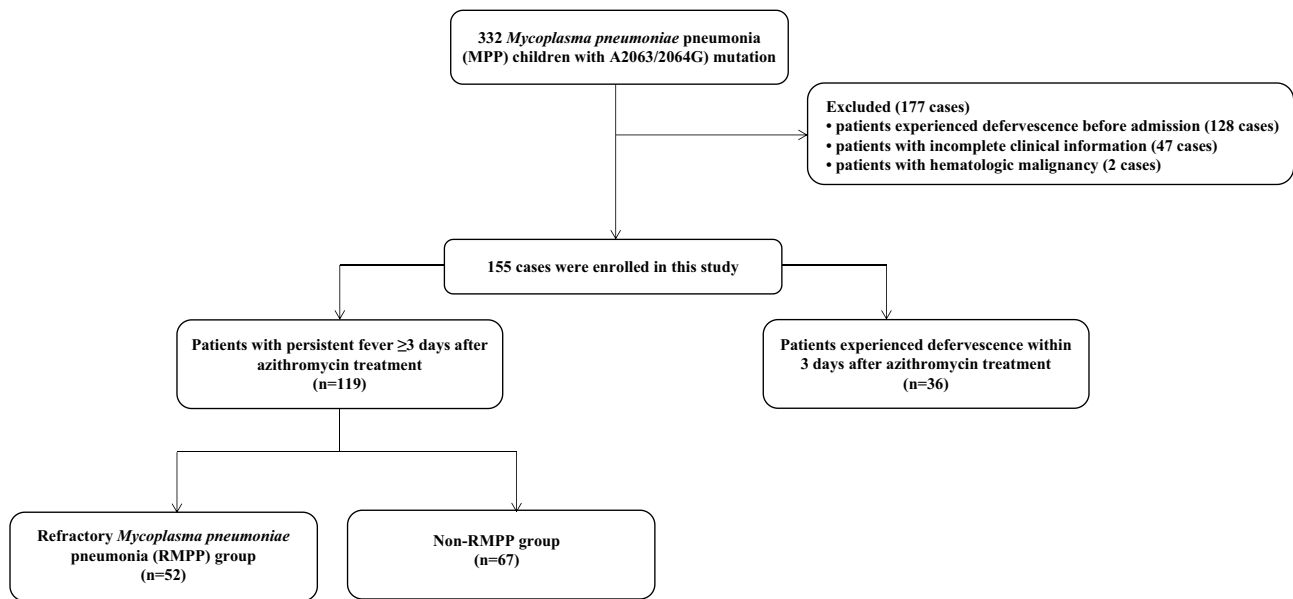 332 Mycoplasma pneumoniae pneumonia
(MPP) children with A2063/2064G) mutation
Excluded (177 cases)
• patients experienced defervescence before admission (128 cases)
• patients with incomplete clinical information (47 cases)
• patients with hematologic malignancy (2 cases)
155 cases were enrolled in this study
Patients with persistent fever ≥3 days after
azithromycin treatment
(n=119)
Patients experienced defervescence within
3 days after azithromycin treatment
(n=36)
Refractory Mycoplasma pneumoniae
pneumonia (RMPP) group
(n=52)
Non-RMPP group
(n=67)